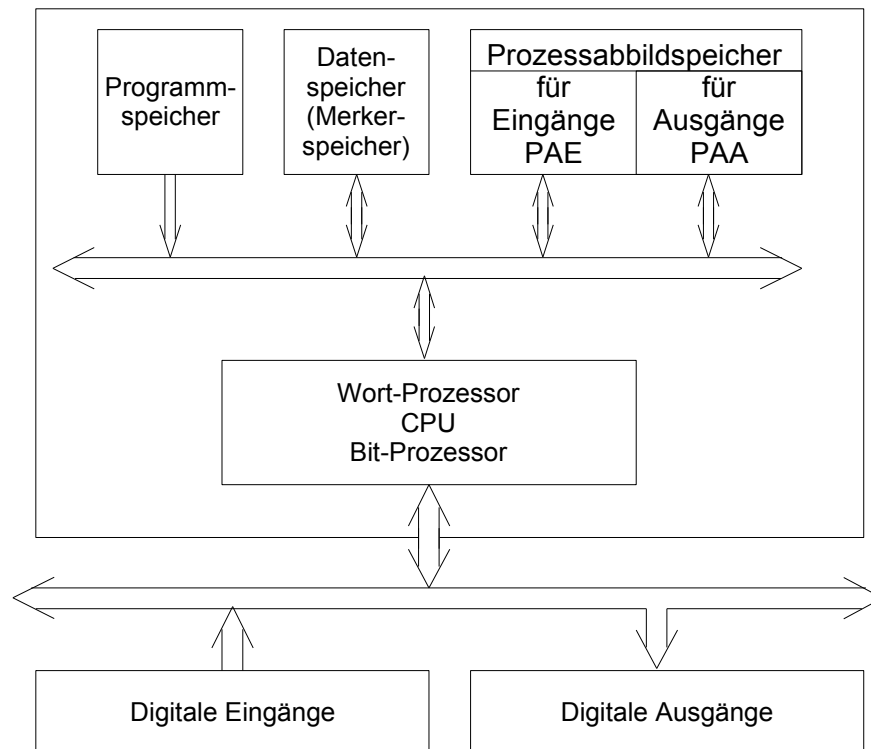 Programm-
speicher
Daten-
speicher
(Merker-
speicher)
Prozessabbildspeicher
für
Eingänge
PAE
für
Ausgänge
PAA
Wort-Prozessor
CPU
Bit-Prozessor
Digitale Eingänge
Digitale Ausgänge